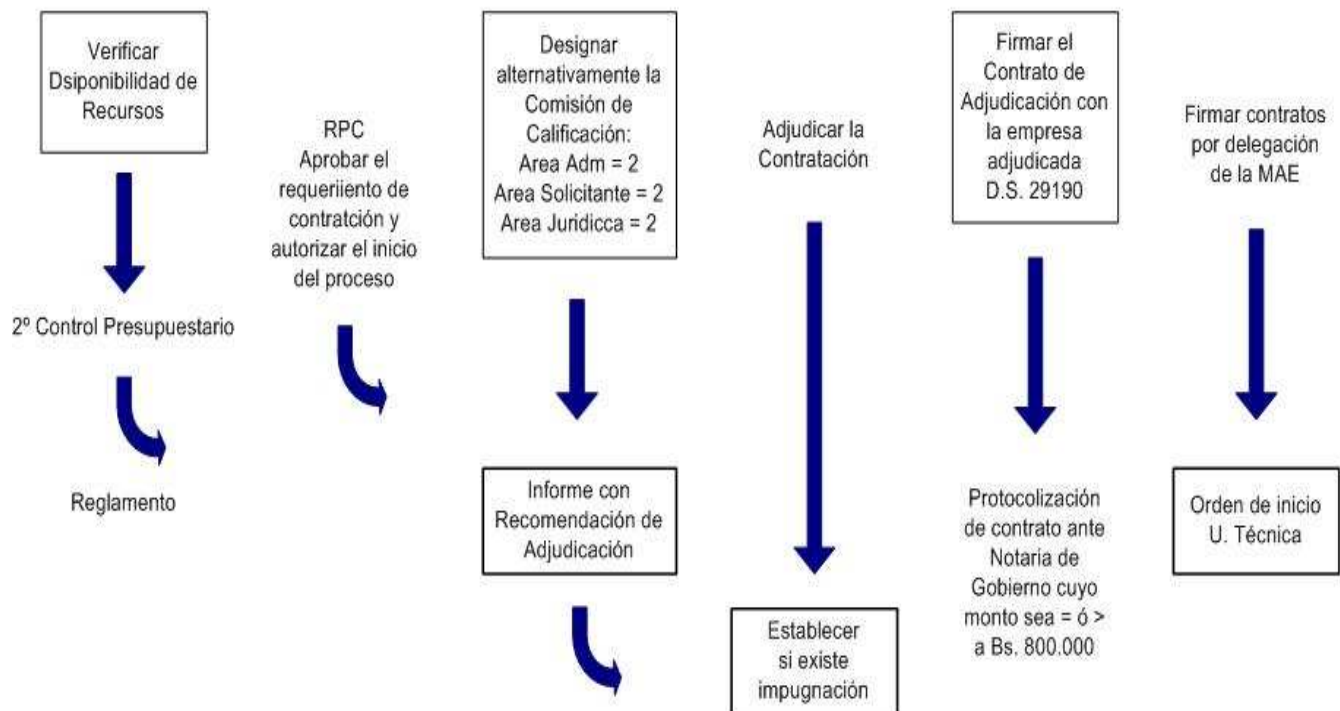 Verificar
Dsiponibilidad de
Recursos
2º Control Presupuestario
Reglamento
RPC
Aprobar el
requeriiento de
contratción y
autorizar el inicio
del proceso
Designar
alternativamente la
Comisión de
Calificación:
Area Adm = 2
Area Solicitante = 2
Area Juridicca = 2
Informe con
Recomendación de
Adjudicación
Adjudicar la
Contratación
Establecer
si existe
impugnación
Firmar el
Contrato de
Adjudicación con
la empresa
adjudicada
D.S. 29190
Protocolización
de contrato ante
Notaria de
Gobierno cuyo
monto sea = ó >
a Bs. 800.000
Firmar contratos
por delegación
de la MAE
Orden de inicio
U. Técnica